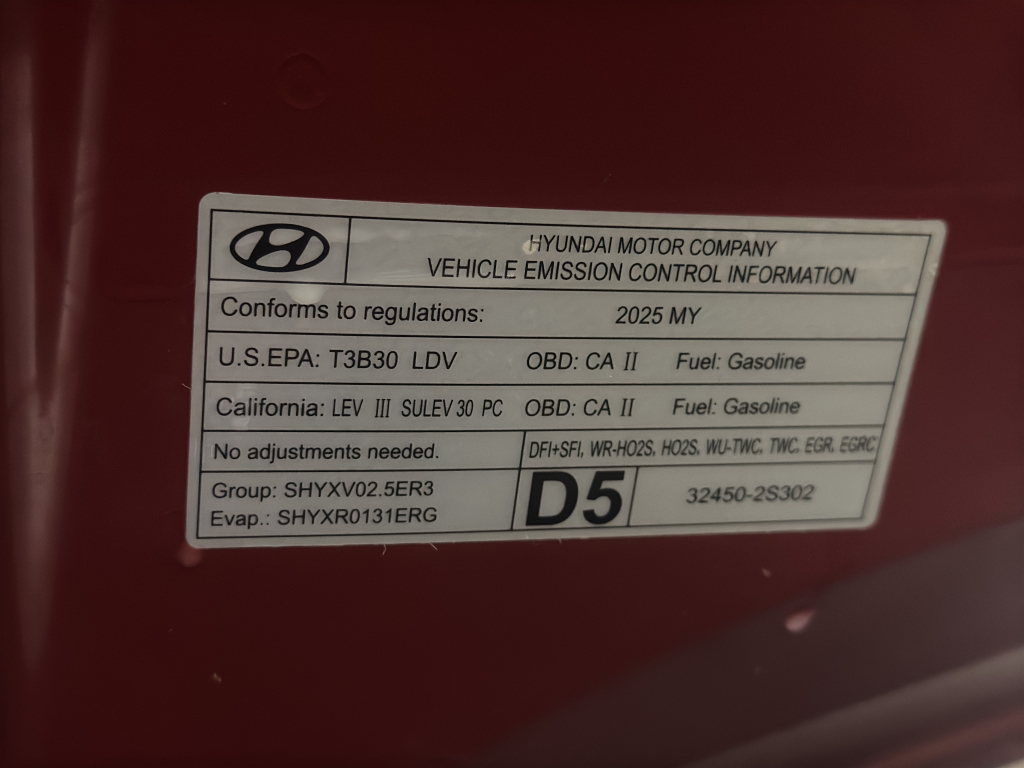 HYUNDAI MOTOR COMPANY
VEHICLE EMISSION CONTROL INFORMATION
Conforms to regulations: 2025 MY
U.S.EPA: T3B30 LDV OBD: CA II Fuel: Gasoline
California: LEV III SULEV 30 PC OBD: CA II Fuel: Gasoline
No adjustments needed. DFI+SFI, WR-HO2S, HO2S, WU-TWC, TWC, EGR, EGRC
Group: SHYXV02.5ER3
Evap.: SHYXR0131ERG
D5 32450-2S302